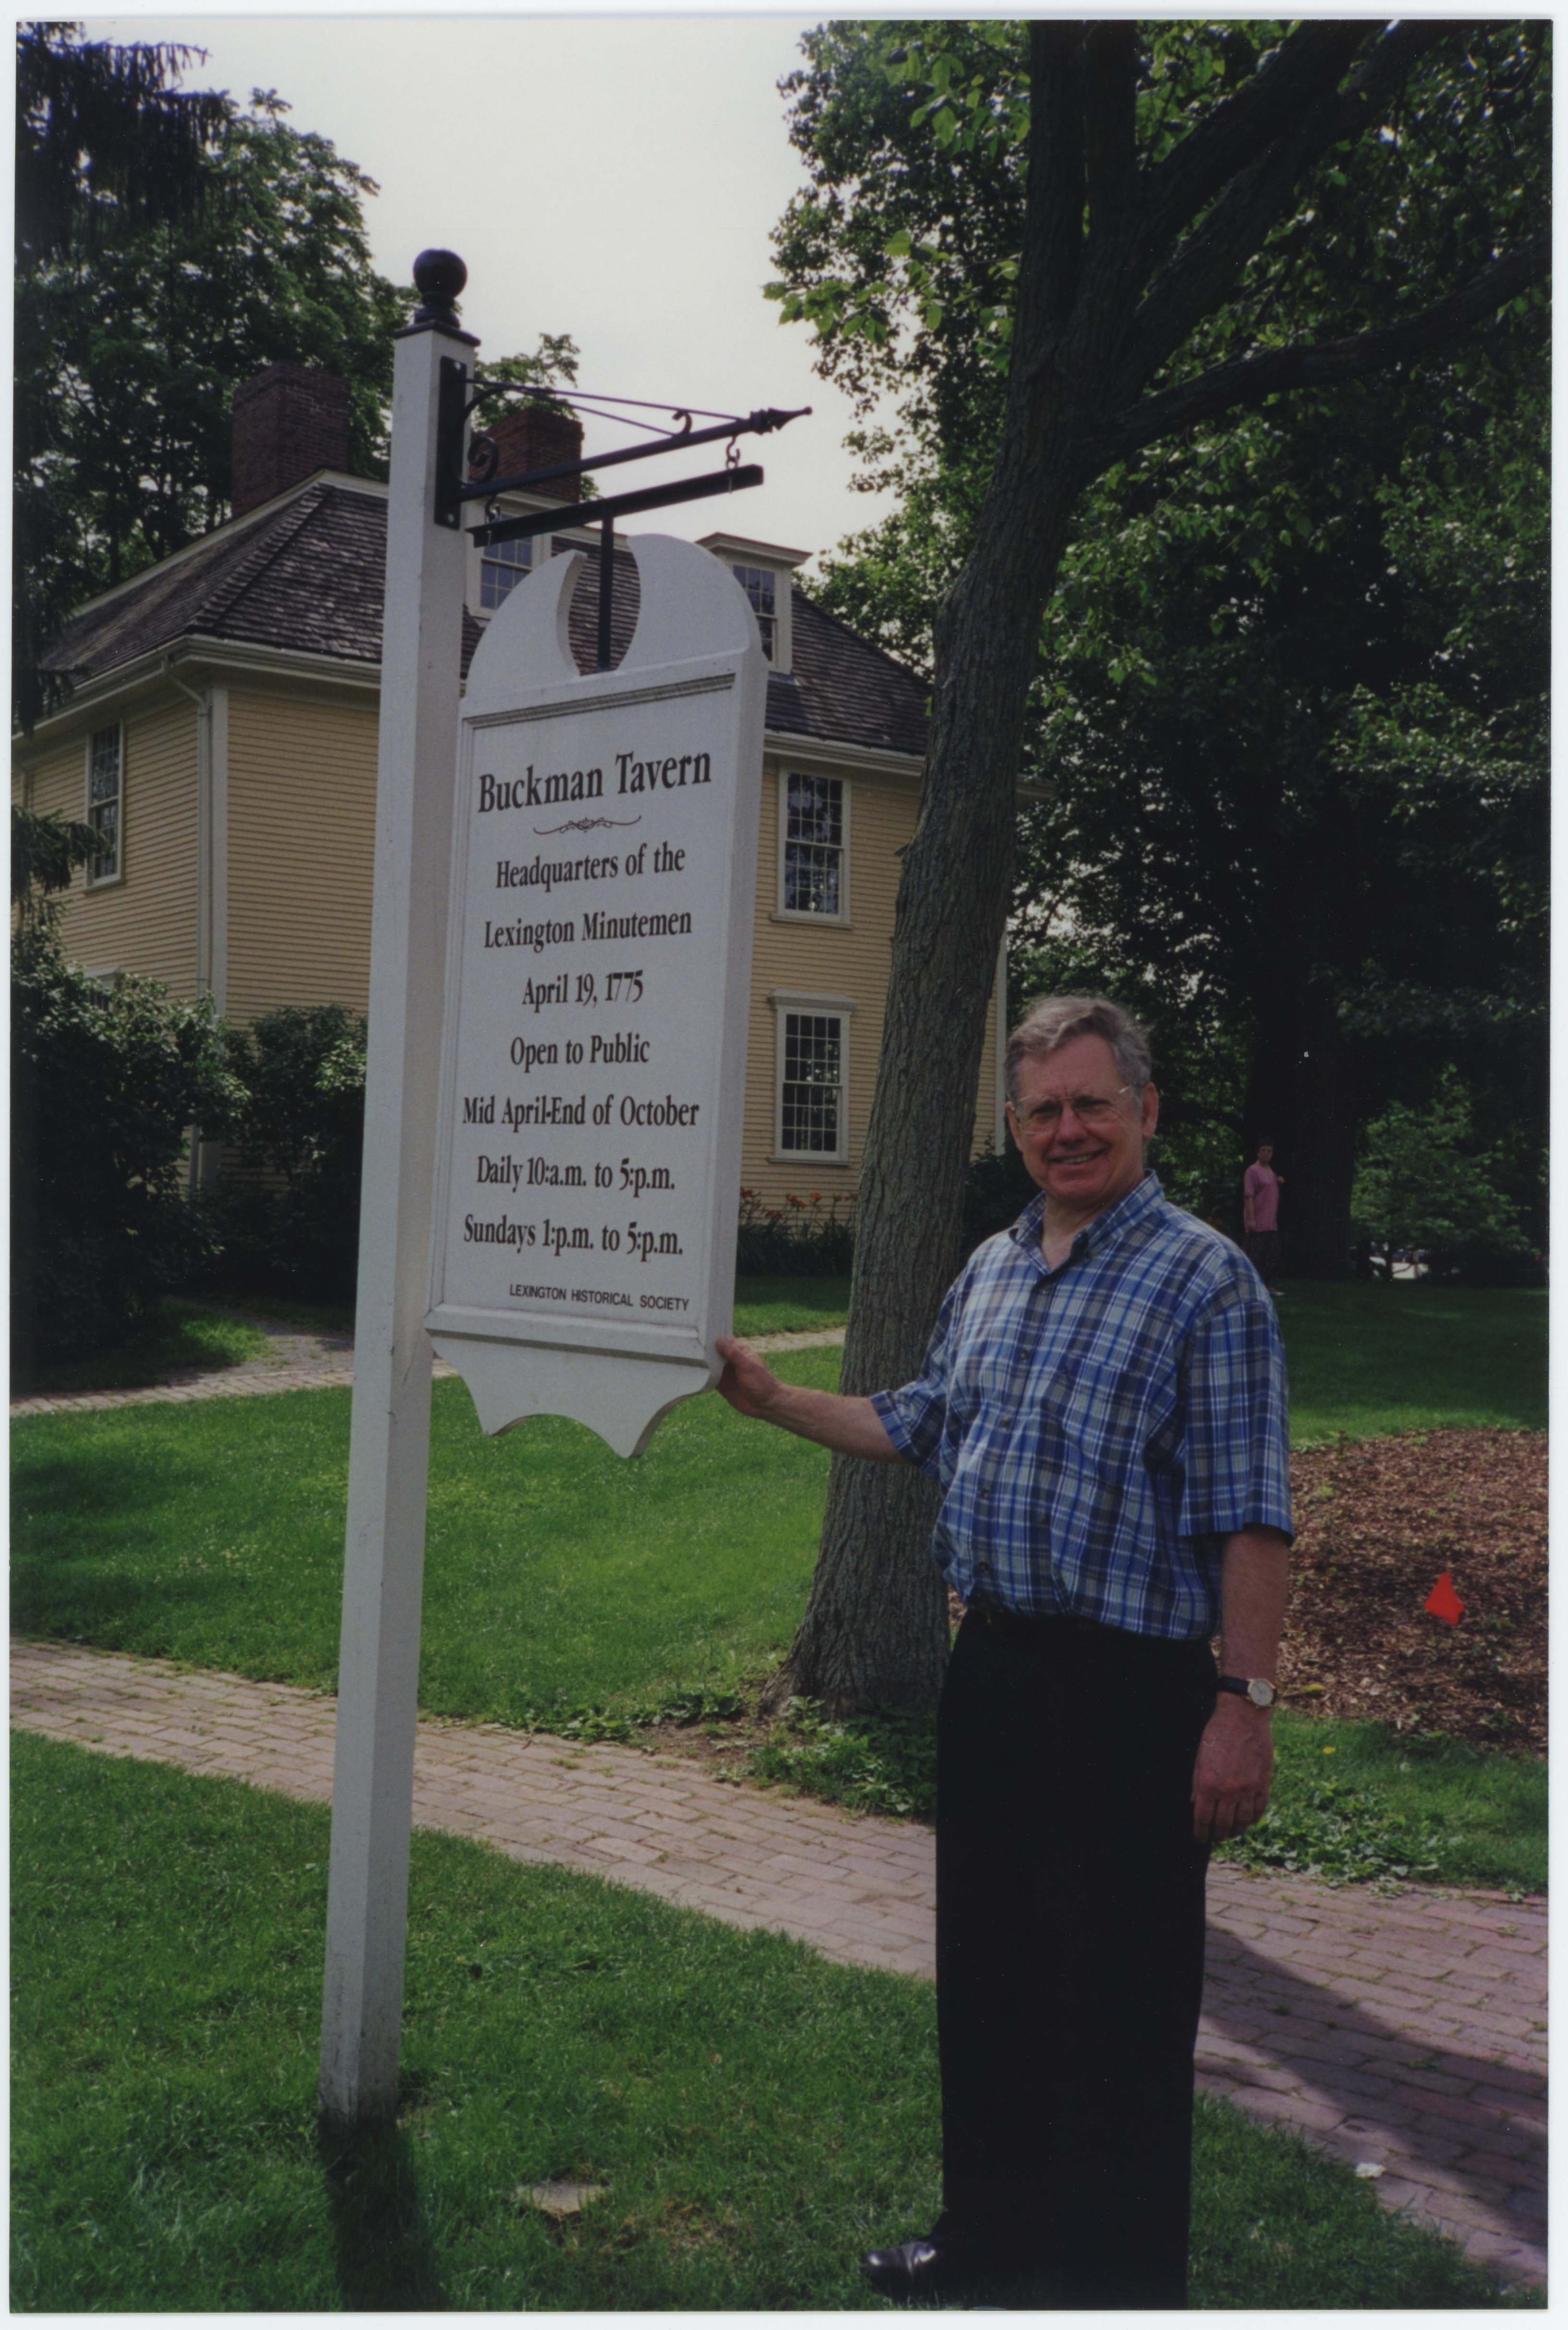 Buckman Tavern
Headquarters of the
Lexington Minutemen
April 19, 1775
Open to Public
Mid April-End of October
Daily 10:a.m. to 5:p.m.
Sundays 1:p.m. to 5:p.m.
LEXINGTON HISTORICAL SOCIETY